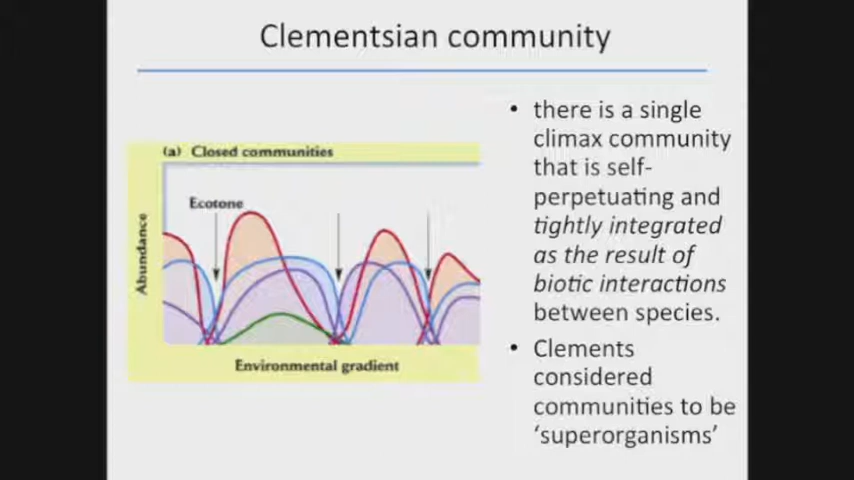 Clementsian community
(a) Closed communities
Ecotone
Abundance
Environmental gradient
• there is a single
climax community
that is self-
perpetuating and
tightly integrated
as the result of
biotic interactions
between species.
• Clements
considered
communities to be
‘superorganisms’